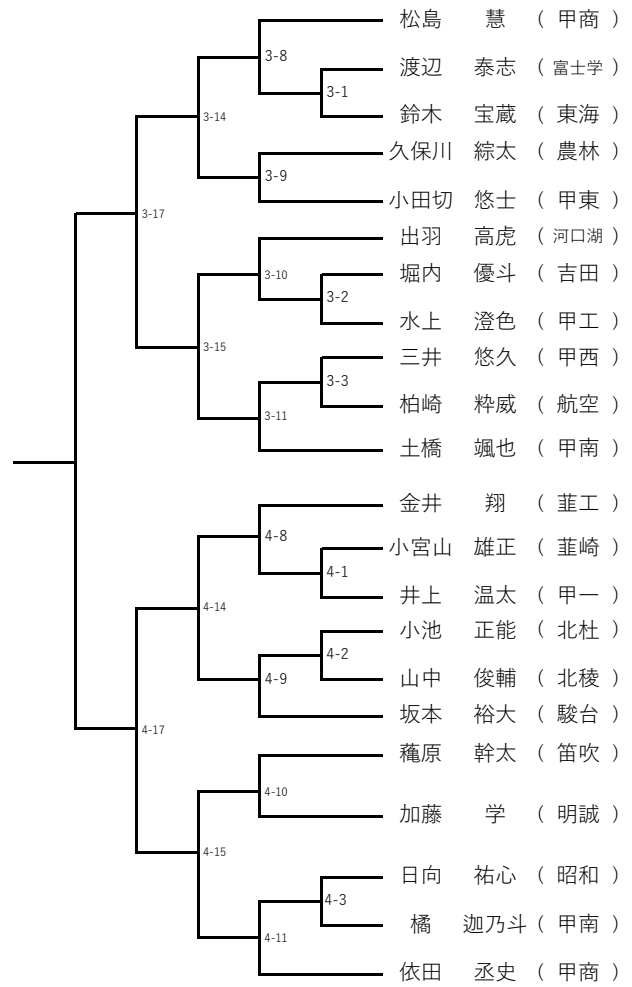 松島 慧 ( 甲商 )
3-8
渡辺 泰志 ( 富士学 )
3-1
鈴木 宝蔵 ( 東海 )
3-14
久保川 綜太 ( 農林 )
3-9
小田切 悠士 ( 甲東 )
3-17
出羽 高虎 ( 河口湖 )
3-10
堀内 優斗 ( 吉田 )
3-2
水上 澄色 ( 甲工 )
3-15
三井 悠久 ( 甲西 )
3-3
柏崎 粋威 ( 航空 )
3-11
土橋 颯也 ( 甲南 )
金井 翔 ( 韮工 )
4-8
小宮山 雄正 ( 韮崎 )
4-1
井上 温太 ( 甲一 )
4-14
小池 正能 ( 北杜 )
4-2
山中 俊輔 ( 北稜 )
4-9
坂本 裕大 ( 駿台 )
4-17
蘒原 幹太 ( 笛吹 )
4-10
加藤 学 ( 明誠 )
4-15
日向 祐心 ( 昭和 )
4-3
橘 迦乃斗 ( 甲南 )
4-11
依田 丞史 ( 甲商 )